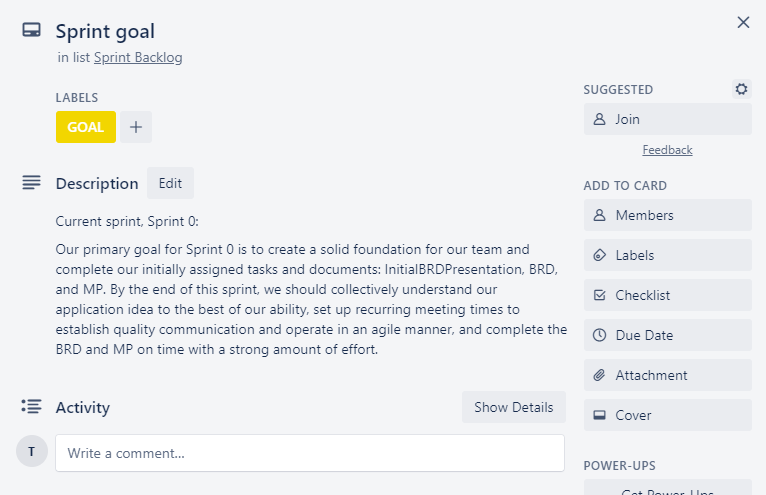 Sprint goal
in list Sprint Backlog
LABELS
GOAL
Description
Edit
Current sprint, Sprint 0:
Our primary goal for Sprint 0 is to create a solid foundation for our team and
complete our initially assigned tasks and documents: InitialBRDPresentation, BRD,
and MP. By the end of this sprint, we should collectively understand our
application idea to the best of our ability, set up recurring meeting times to
establish quality communication and operate in an agile manner, and complete the
BRD and MP on time with a strong amount of effort.
Activity
Show Details
T
Write a comment...
SUGGESTED
Join
Feedback
ADD TO CARD
Members
Labels
Checklist
Due Date
Attachment
Cover
POWER-UPS
Get Power-Ups